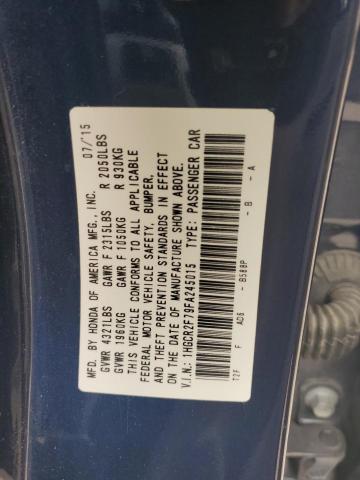 MFD. BY HONDA OF AMERICA MFG., INC. 07/'15
GVWR 4321LBS GAWR F 2315LBS R 2050LBS
GVWR 1960KG GAWR F 1050KG R 930KG
THIS VEHICLE CONFORMS TO ALL APPLICABLE
FEDERAL MOTOR VEHICLE SAFETY, BUMPER,
AND THEFT PREVENTION STANDARDS IN EFFECT
ON THE DATE OF MANUFACTURE SHOWN ABOVE.
V.I.N.: 1HGCR2F79FA245015 TYPE: PASSENGER CAR
T2F F AD6 - B588P - B - A